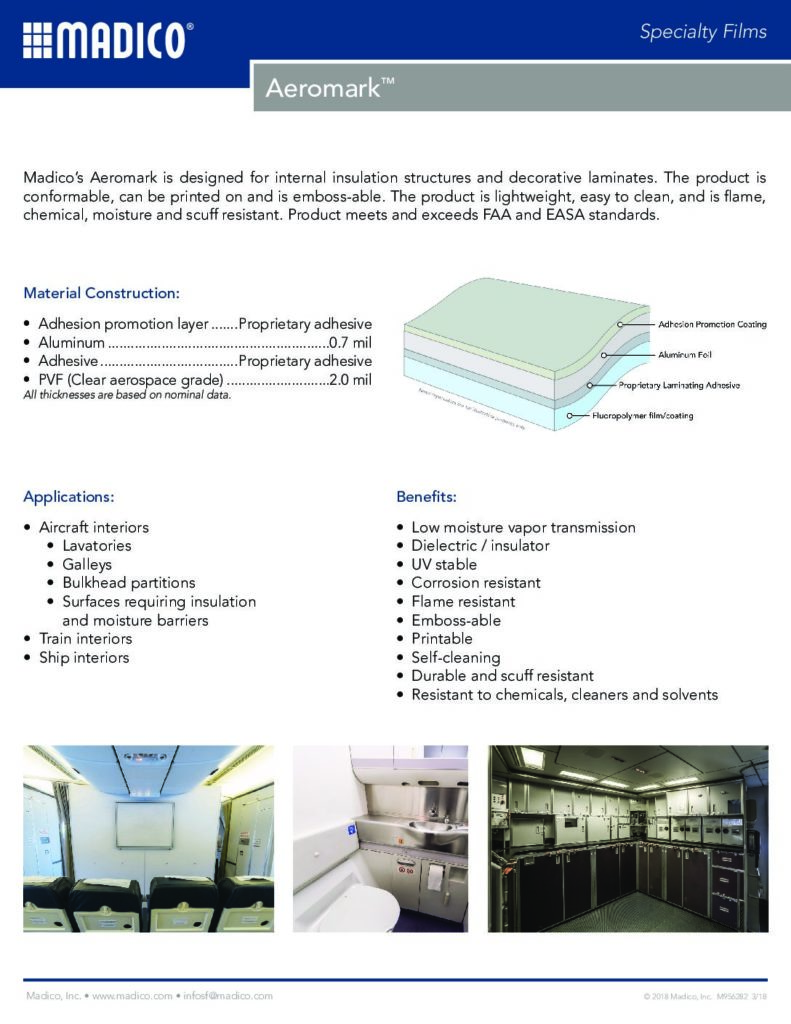 MADICO®
Specialty Films
Aeromark™
Madico's Aeromark is designed for internal insulation structures and decorative laminates. The product is
conformable, can be printed on and is emboss-able. The product is lightweight, easy to clean, and is flame,
chemical, moisture and scuff resistant. Product meets and exceeds FAA and EASA standards.
Material Construction:
• Adhesion promotion layer .......Proprietary adhesive
• Aluminum ......................................................0.7 mil
• Adhesive..................................Proprietary adhesive
• PVF (Clear aerospace grade) .........................2.0 mil
All thicknesses are based on nominal data.
Adhesion Promotion Coating
Aluminum Foil
Proprietary Laminating Adhesive
Fluoropolymer film/coating
Applications:
• Aircraft interiors
• Lavatories
• Galleys
• Bulkhead partitions
• Surfaces requiring insulation
and moisture barriers
• Train interiors
• Ship interiors
Benefits:
• Low moisture vapor transmission
• Dielectric / insulator
• UV stable
• Corrosion resistant
• Flame resistant
• Emboss-able
• Printable
• Self-cleaning
• Durable and scuff resistant
• Resistant to chemicals, cleaners and solvents
Madico, Inc. • www.madico.com • infosf@madico.com
© 2018 Madico, Inc. M956282 3/18